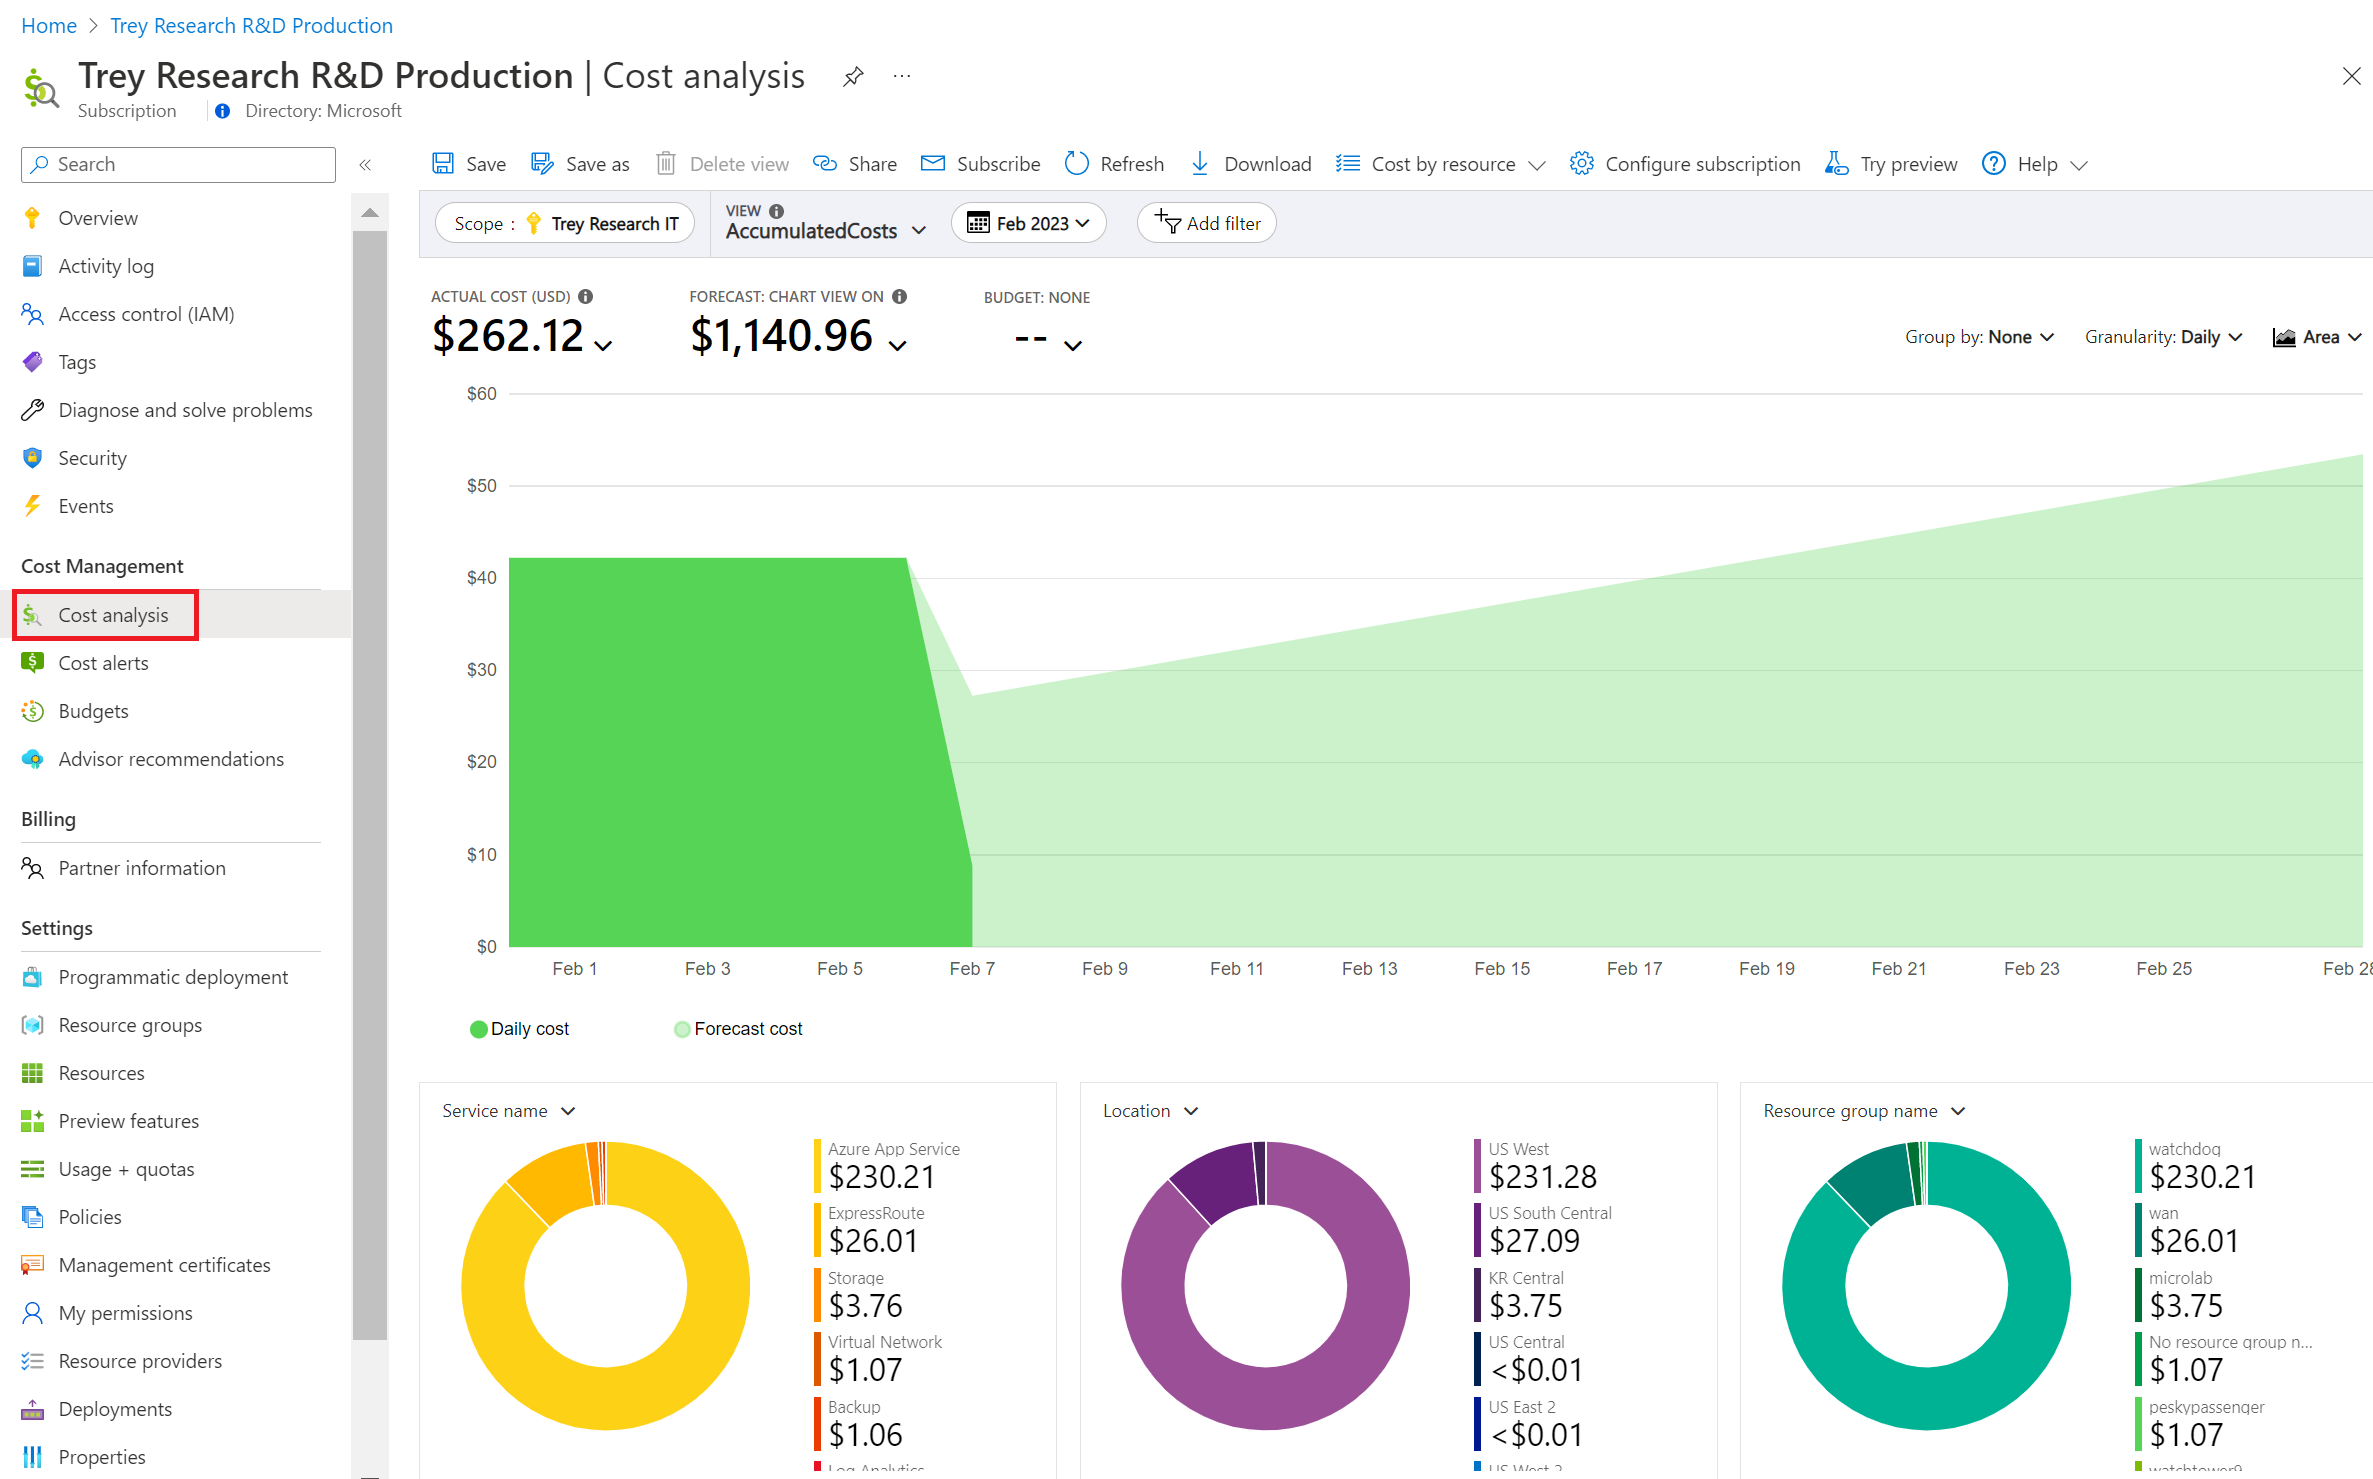 Home > Trey Research R&D Production
Trey Research R&D Production | Cost analysis ...
Subscription
Directory: Microsoft
Search
«
Save
Save as
Delete view
Share
Subscribe
Refresh
Download
Cost by resource
Configure subscription
Try preview
Help
Scope : Trey Research IT
VIEW
AccumulatedCosts
Feb 2023
Add filter
Overview
Activity log
Access control (IAM)
Tags
Diagnose and solve problems
Security
Events
Cost Management
Cost analysis
Cost alerts
Budgets
Advisor recommendations
Billing
Partner information
Settings
Programmatic deployment
Resource groups
Resources
Preview features
Usage + quotas
Policies
Management certificates
My permissions
Resource providers
Deployments
Properties
ACTUAL COST (USD)
$262.12
FORECAST: CHART VIEW ON
$1,140.96
BUDGET: NONE
--
Group by: None
Granularity: Daily
Area
$60
$50
$40
$30
$20
$10
$0
Feb 1
Feb 3
Feb 5
Feb 7
Feb 9
Feb 11
Feb 13
Feb 15
Feb 17
Feb 19
Feb 21
Feb 23
Feb 25
Feb 28
Daily cost
Forecast cost
Service name
Azure App Service
$230.21
ExpressRoute
$26.01
Storage
$3.76
Virtual Network
$1.07
Backup
$1.06
Log Analytics
Location
US West
$231.28
US South Central
$27.09
KR Central
$3.75
US Central
<$0.01
US East 2
<$0.01
US West 2
Resource group name
watchdog
$230.21
wan
$26.01
microlab
$3.75
No resource group n...
$1.07
peskypassenger
$1.07
watchtower9